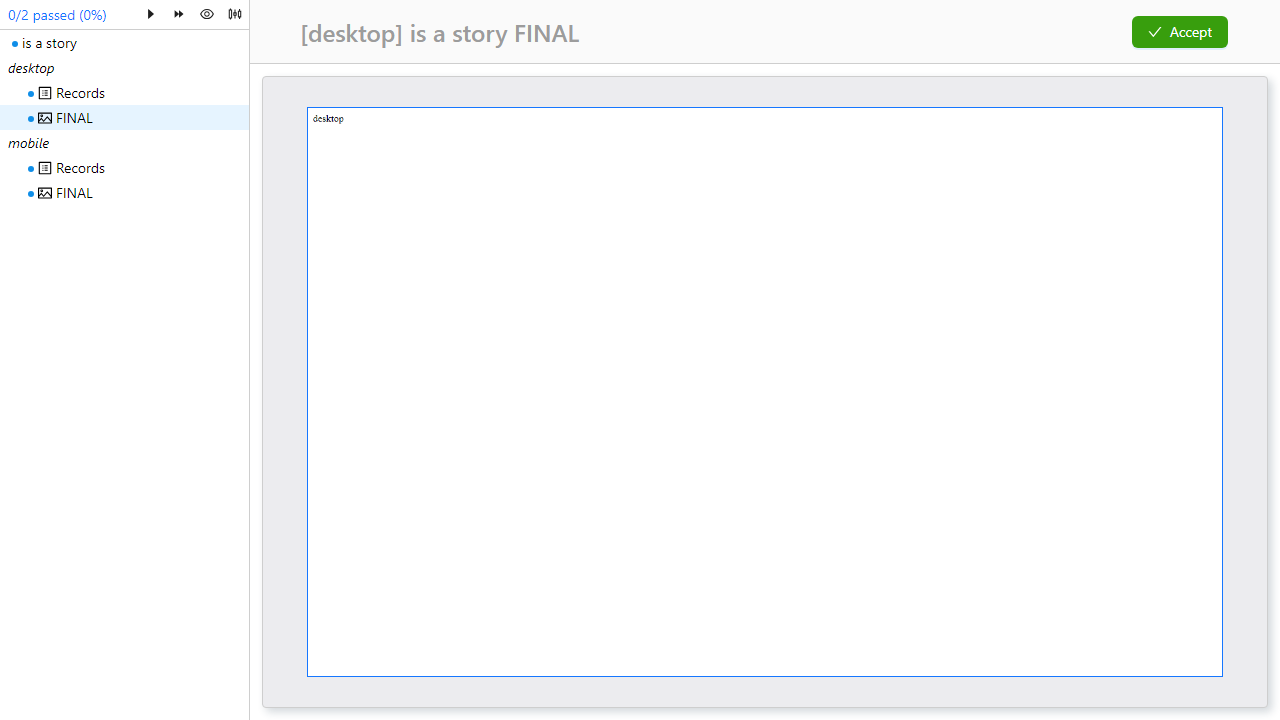 0/2 passed (0%)
is a story
desktop
Records
FINAL
mobile
Records
FINAL
[desktop] is a story FINAL
Accept
desktop